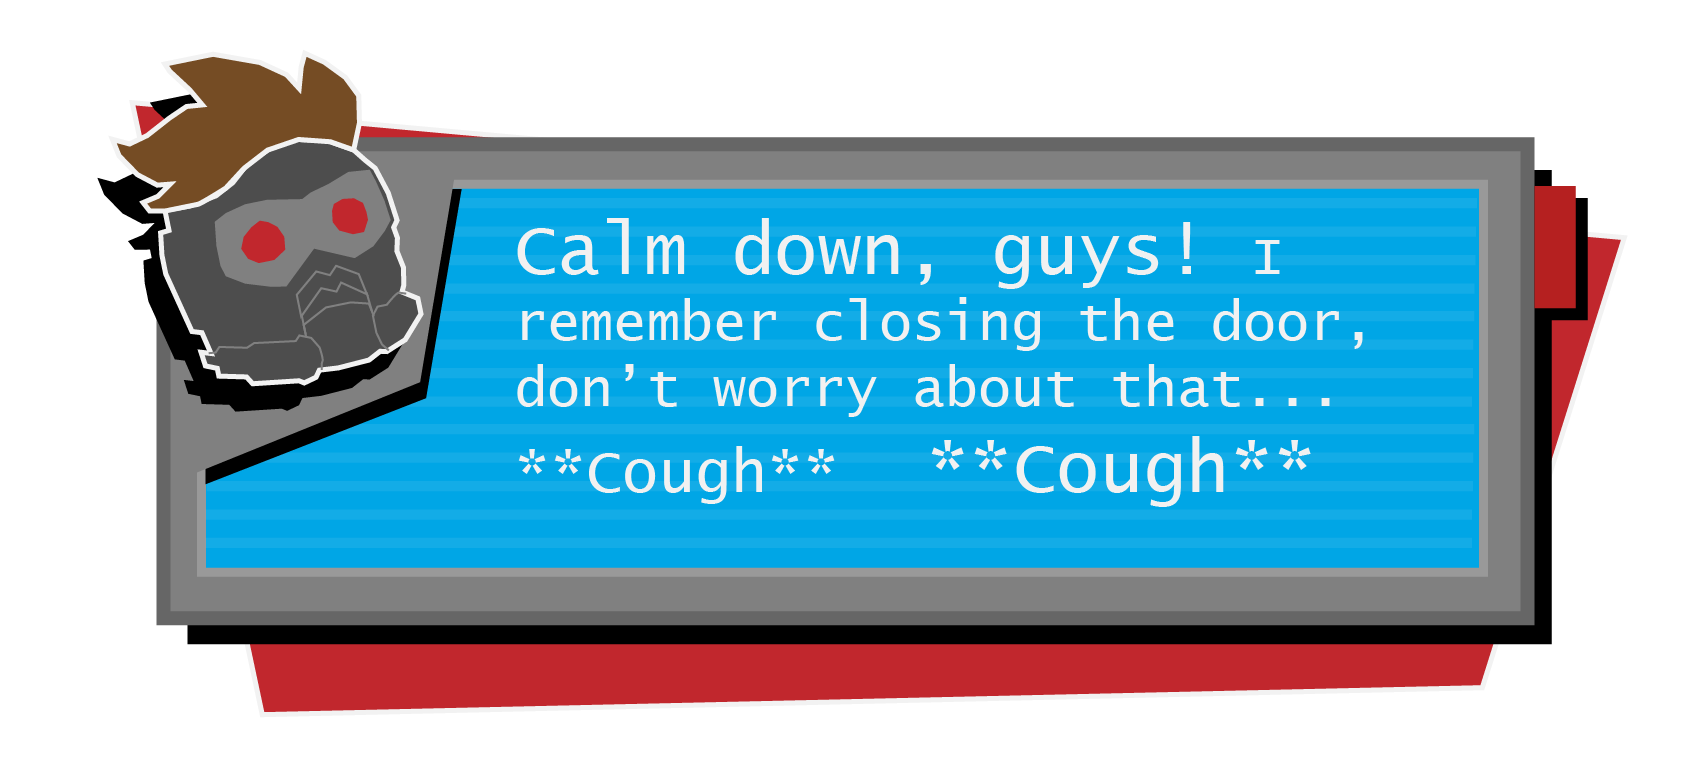 Calm down, guys! I
remember closing the door,
don’t worry about that...
**Cough** **Cough**